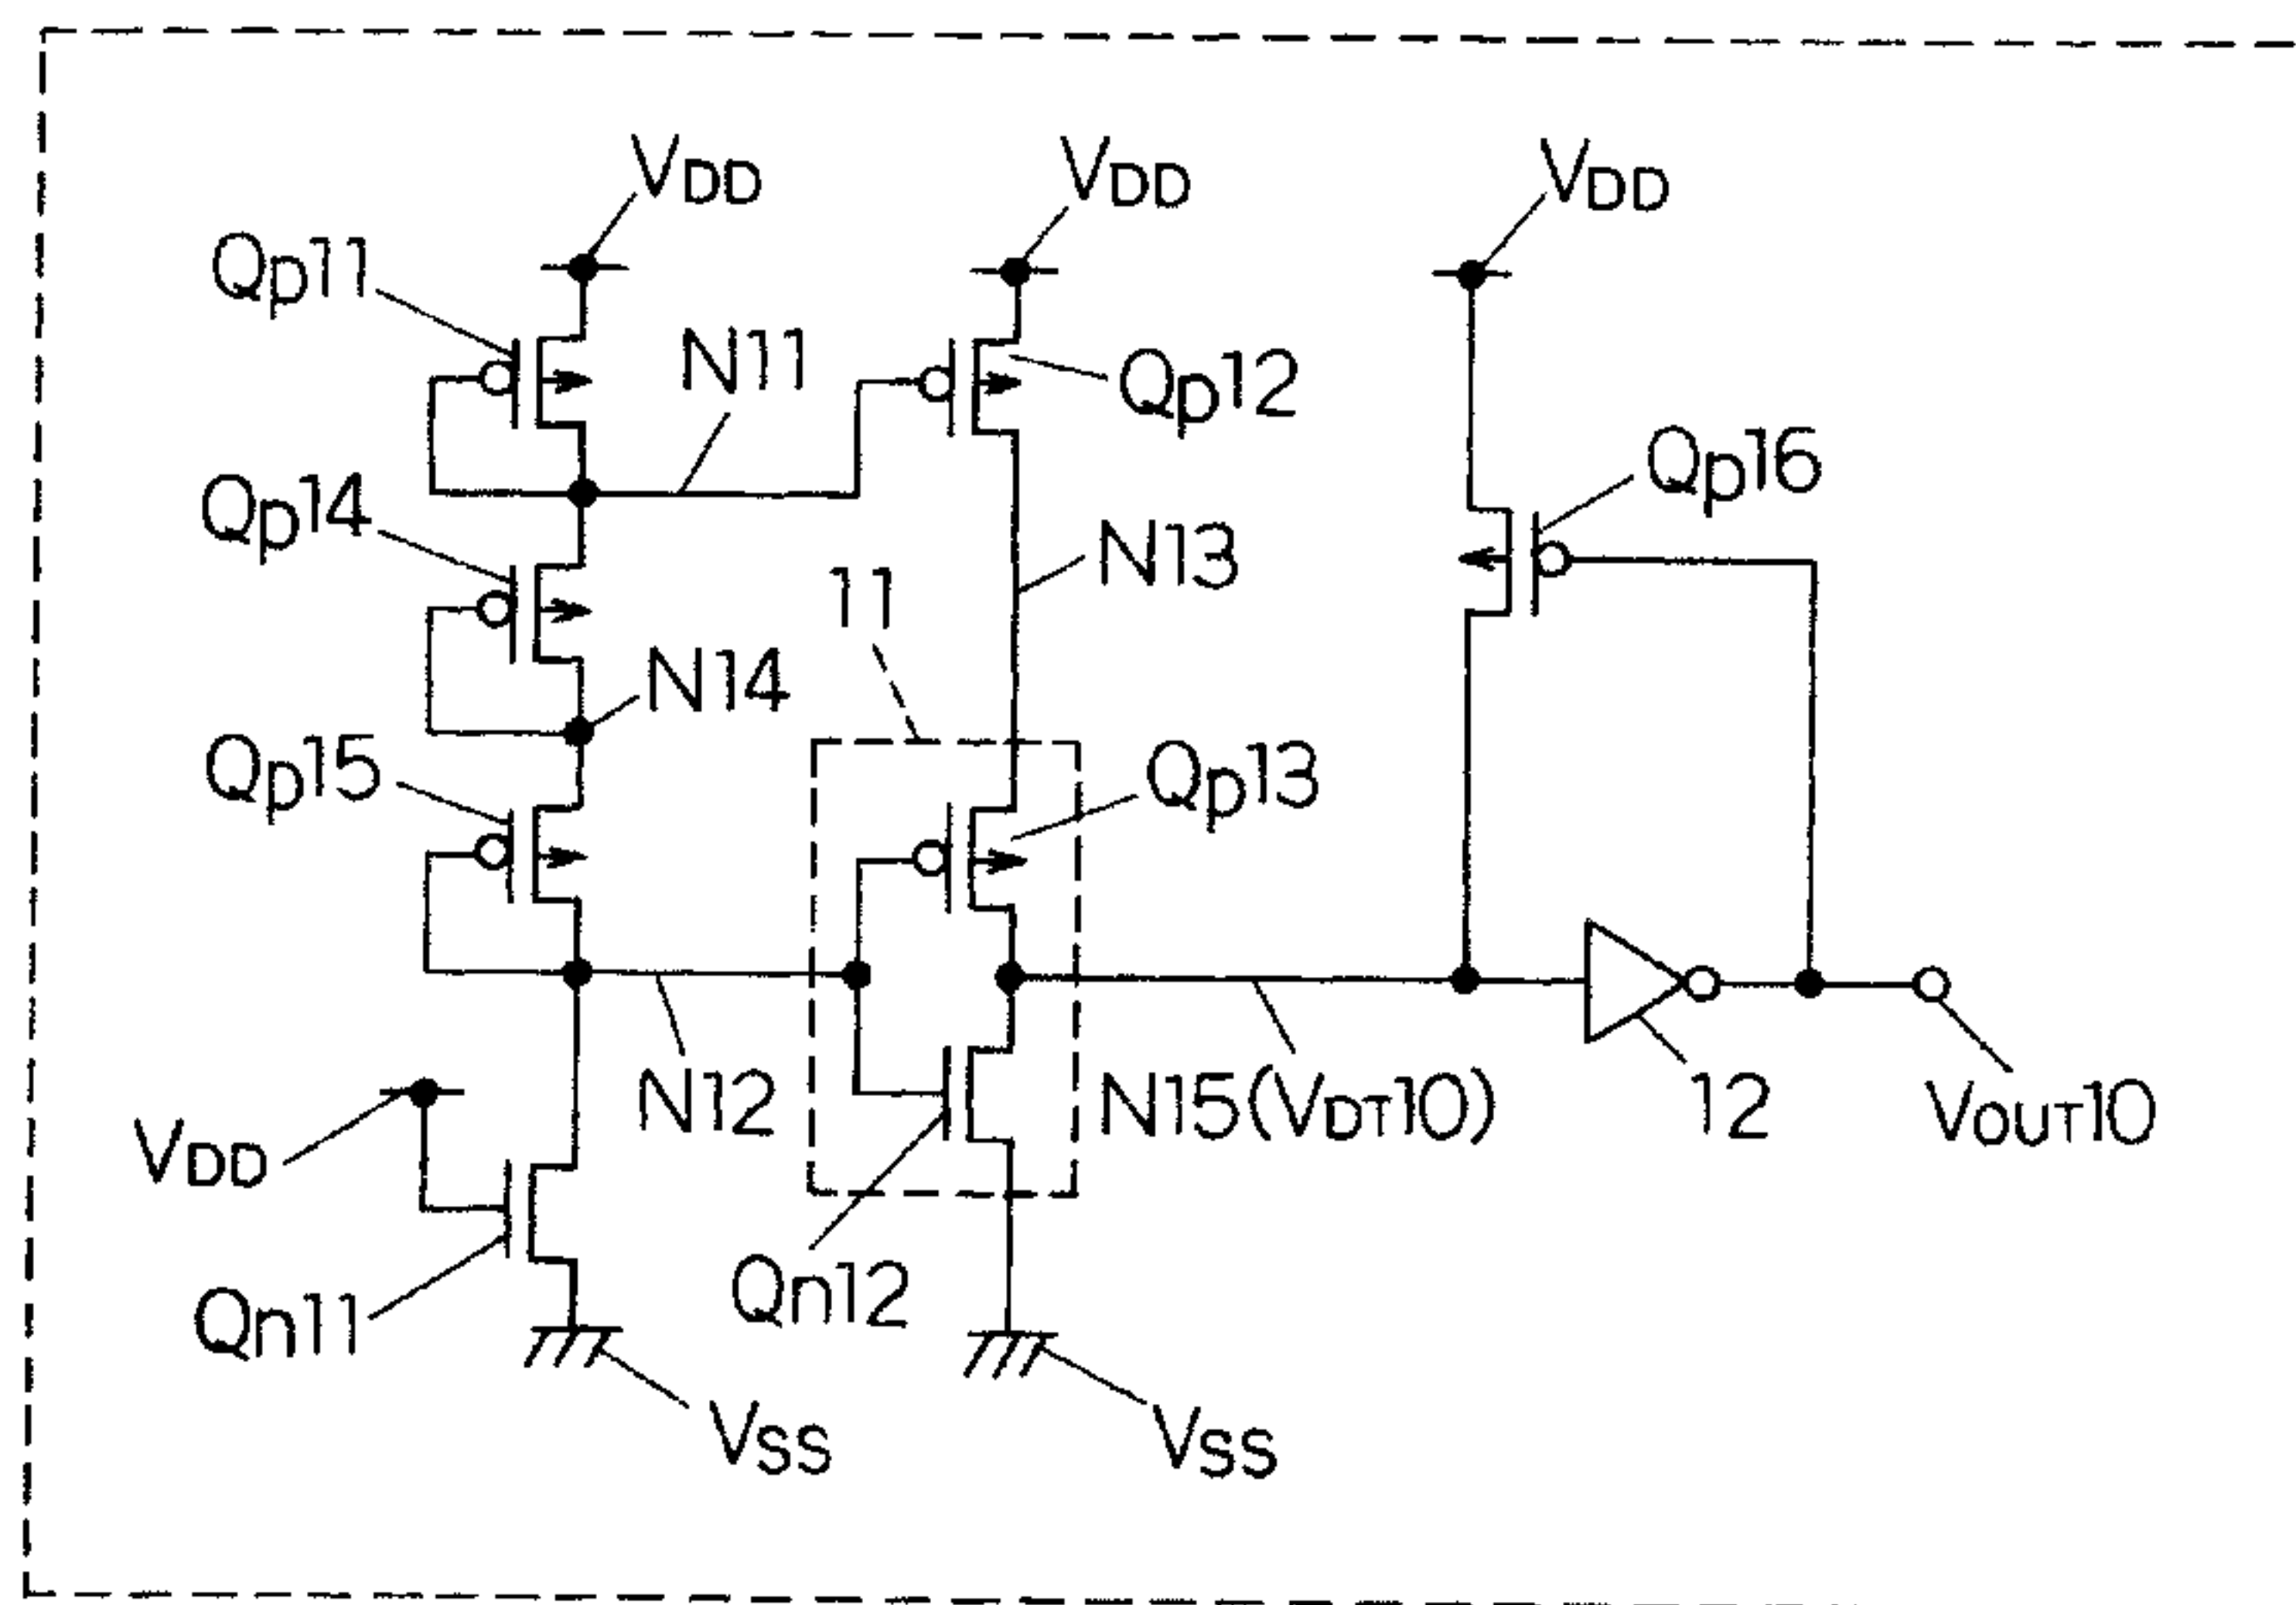 VDD
VDD
VDD
Qp11
N11
Qp12
Qp16
Qp14
N13
11
N14
Qp15
Qp13
N12
N15(VDT10)
12
VOUT10
VDD
Qn11
Qn12
VSS
VSS